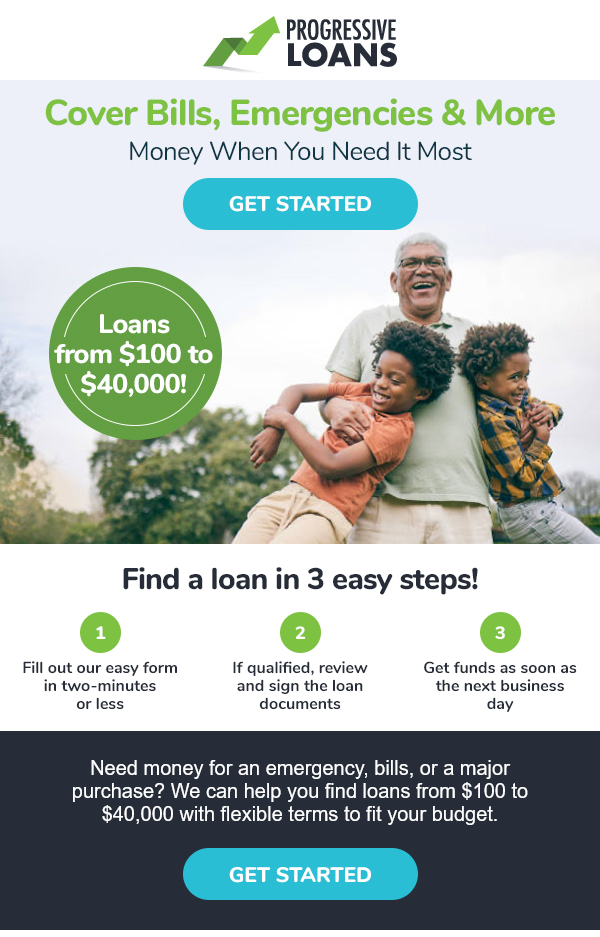 PROGRESSIVE
LOANS
Cover Bills, Emergencies & More
Money When You Need It Most
GET STARTED
Loans
from $100 to
$40,000!
Find a loan in 3 easy steps!
1
Fill out our easy form
in two-minutes
or less
2
If qualified, review
and sign the loan
documents
3
Get funds as soon as
the next business
day
Need money for an emergency, bills, or a major
purchase? We can help you find loans from $100 to
$40,000 with flexible terms to fit your budget.
GET STARTED